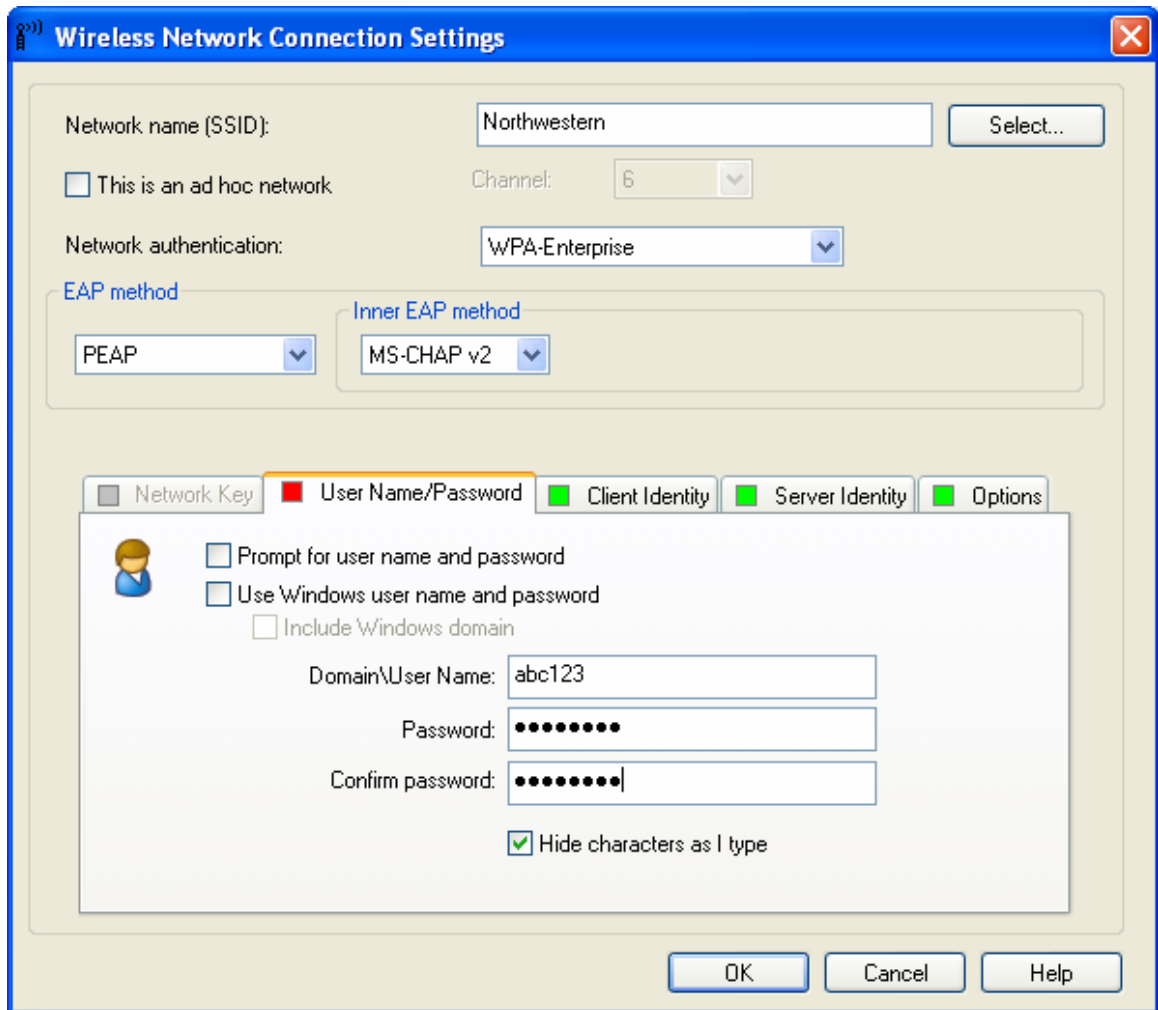 Wireless Network Connection Settings
Network name (SSID): Northwestern Select...
This is an ad hoc network Channel: 6
Network authentication: WPA-Enterprise
EAP method
Inner EAP method
PEAP MS-CHAP v2
Network Key User Name/Password Client Identity Server Identity Options
Prompt for user name and password
Use Windows user name and password
Include Windows domain
Domain\User Name: abc123
Password: ••••••••
Confirm password: ••••••••
Hide characters as I type
OK Cancel Help